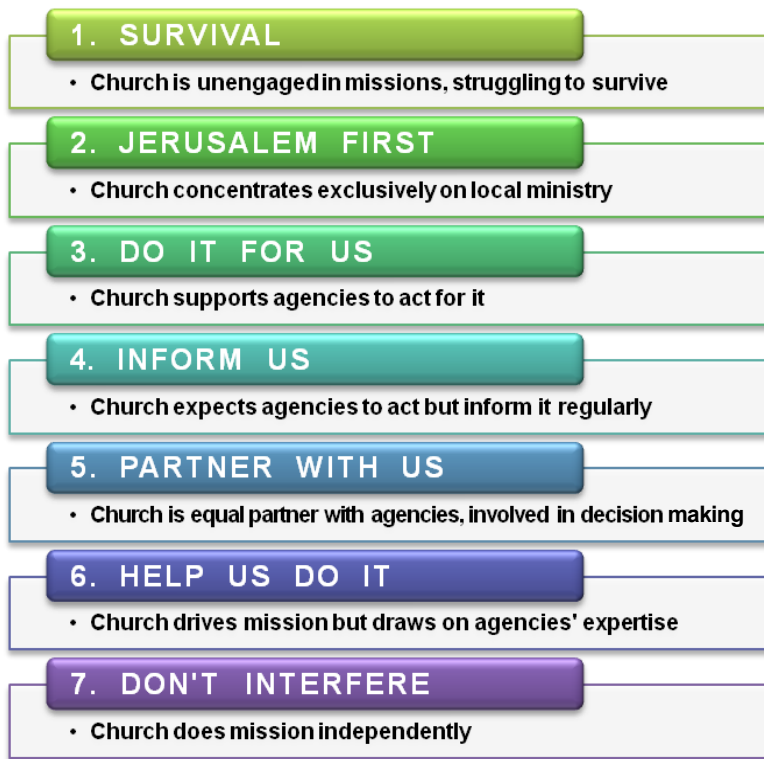 1. SURVIVAL
• Church is unengaged in missions, struggling to survive
2. JERUSALEM FIRST
• Church concentrates exclusively on local ministry
3. DO IT FOR US
• Church supports agencies to act for it
4. INFORM US
• Church expects agencies to act but inform it regularly
5. PARTNER WITH US
• Church is equal partner with agencies, involved in decision making
6. HELP US DO IT
• Church drives mission but draws on agencies' expertise
7. DON'T INTERFERE
• Church does mission independently